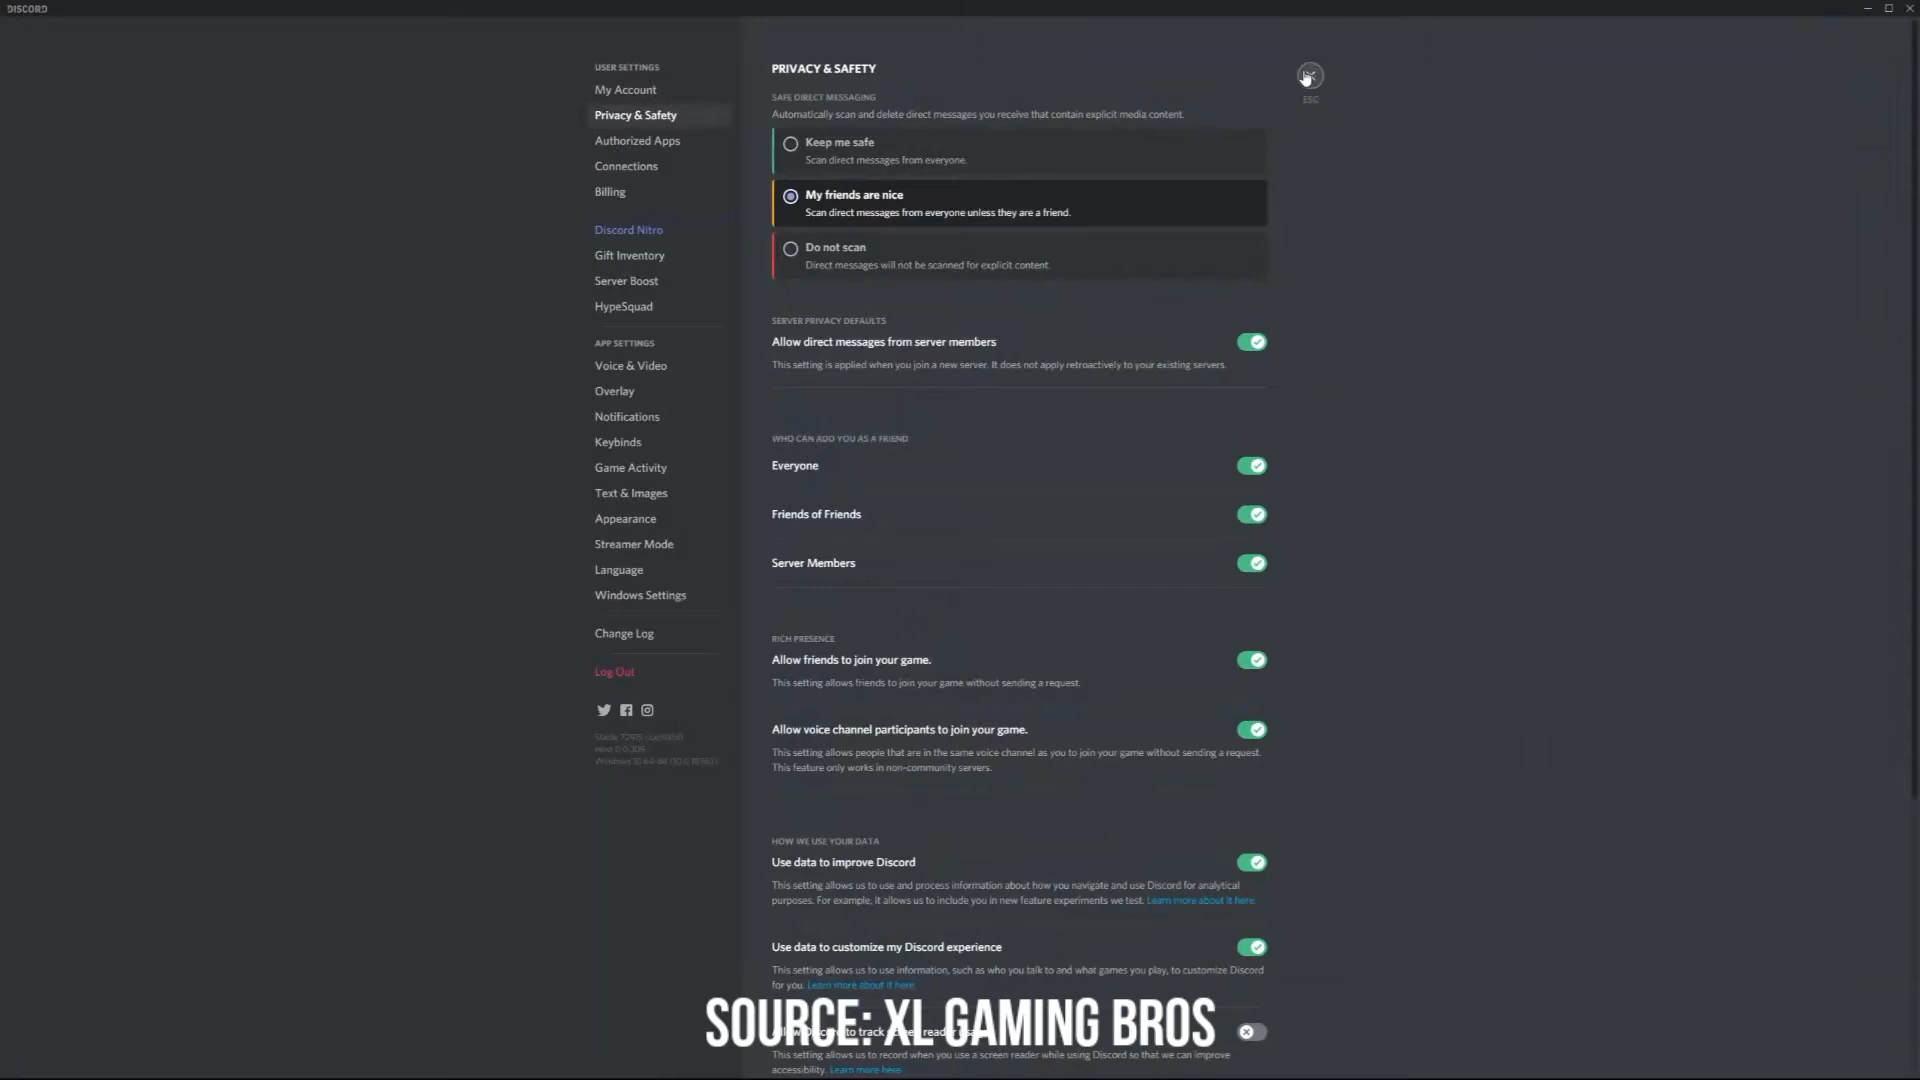 DISCORD
USER SETTINGS
My Account
Privacy & Safety
Authorized Apps
Connections
Billing
Discord Nitro
Gift Inventory
Server Boost
HypeSquad
APP SETTINGS
Voice & Video
Overlay
Notifications
Keybinds
Game Activity
Text & Images
Appearance
Streamer Mode
Language
Windows Settings
Change Log
Log Out
PRIVACY & SAFETY
ESC
SAFE DIRECT MESSAGING
Automatically scan and delete direct messages you receive that contain explicit media content.
Keep me safe
Scan direct messages from everyone.
My friends are nice
Scan direct messages from everyone unless they are a friend.
Do not scan
Direct messages will not be scanned for explicit content.
SERVER PRIVACY DEFAULTS
Allow direct messages from server members
This setting is applied when you join a new server. It does not apply retroactively to your existing servers.
WHO CAN ADD YOU AS A FRIEND
Everyone
Friends of Friends
Server Members
RICH PRESENCE
Allow friends to join your game.
This setting allows friends to join your game without sending a request.
Allow voice channel participants to join your game.
This setting allows people that are in the same voice channel as you to join your game without sending a request.
This feature only works in non-community servers.
HOW WE USE YOUR DATA
Use data to improve Discord
This setting allows us to use and process information about how you navigate and use Discord for analytical
purposes. For example, it allows us to include you in new feature experiments we test. Learn more about it here.
Use data to customize my Discord experience
This setting allows us to use information, such as who you talk to and what games you play, to customize Discord
for you. Learn more about it here.
SOURCE: XL GAMING BROS
to track
This setting allows us to record when you use a screen reader while using Discord so that we can improve
accessibility. Learn more here